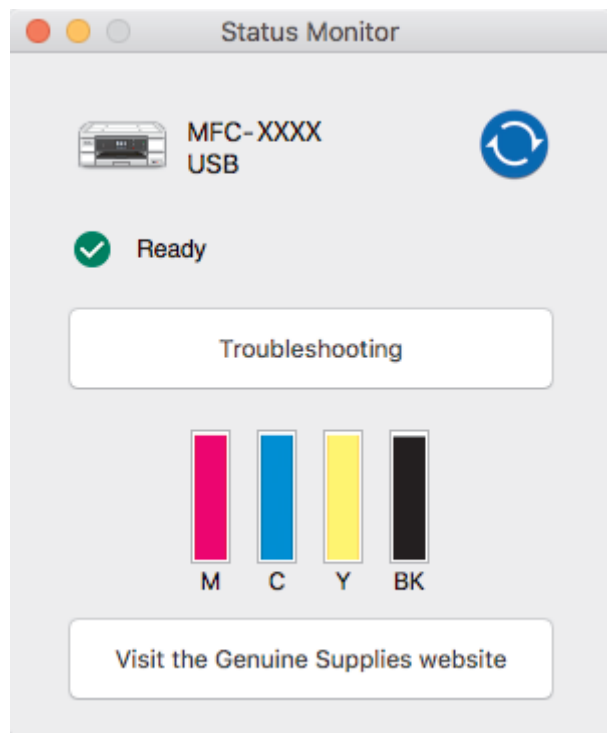 Status Monitor
MFC-XXXX
USB
Ready
Troubleshooting
M C Y BK
Visit the Genuine Supplies website